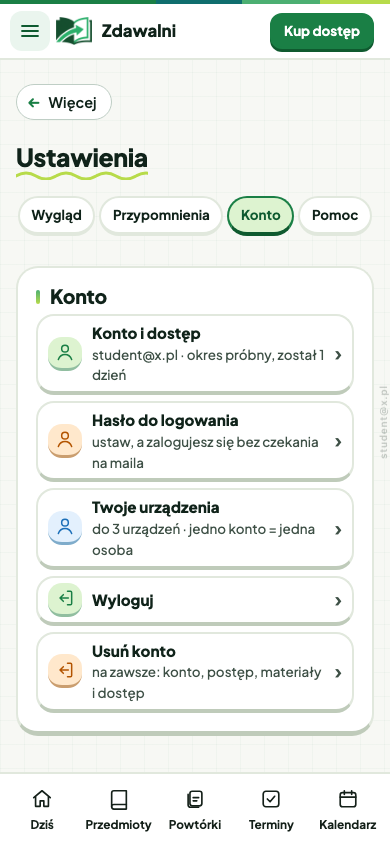 Zdawalni
Kup dostęp
Więcej
Ustawienia
Wygląd
Przypomnienia
Konto
Pomoc
Konto
Konto i dostęp
student@x.pl · okres próbny, został 1
dzień
Hasło do logowania
ustaw, a zalogujesz się bez czekania
na maila
Twoje urządzenia
do 3 urządzeń · jedno konto = jedna
osoba
Wyloguj
Usuń konto
na zawsze: konto, postęp, materiały
i dostęp
student@x.pl
Dziś
Przedmioty
Powtórki
Terminy
Kalendarz